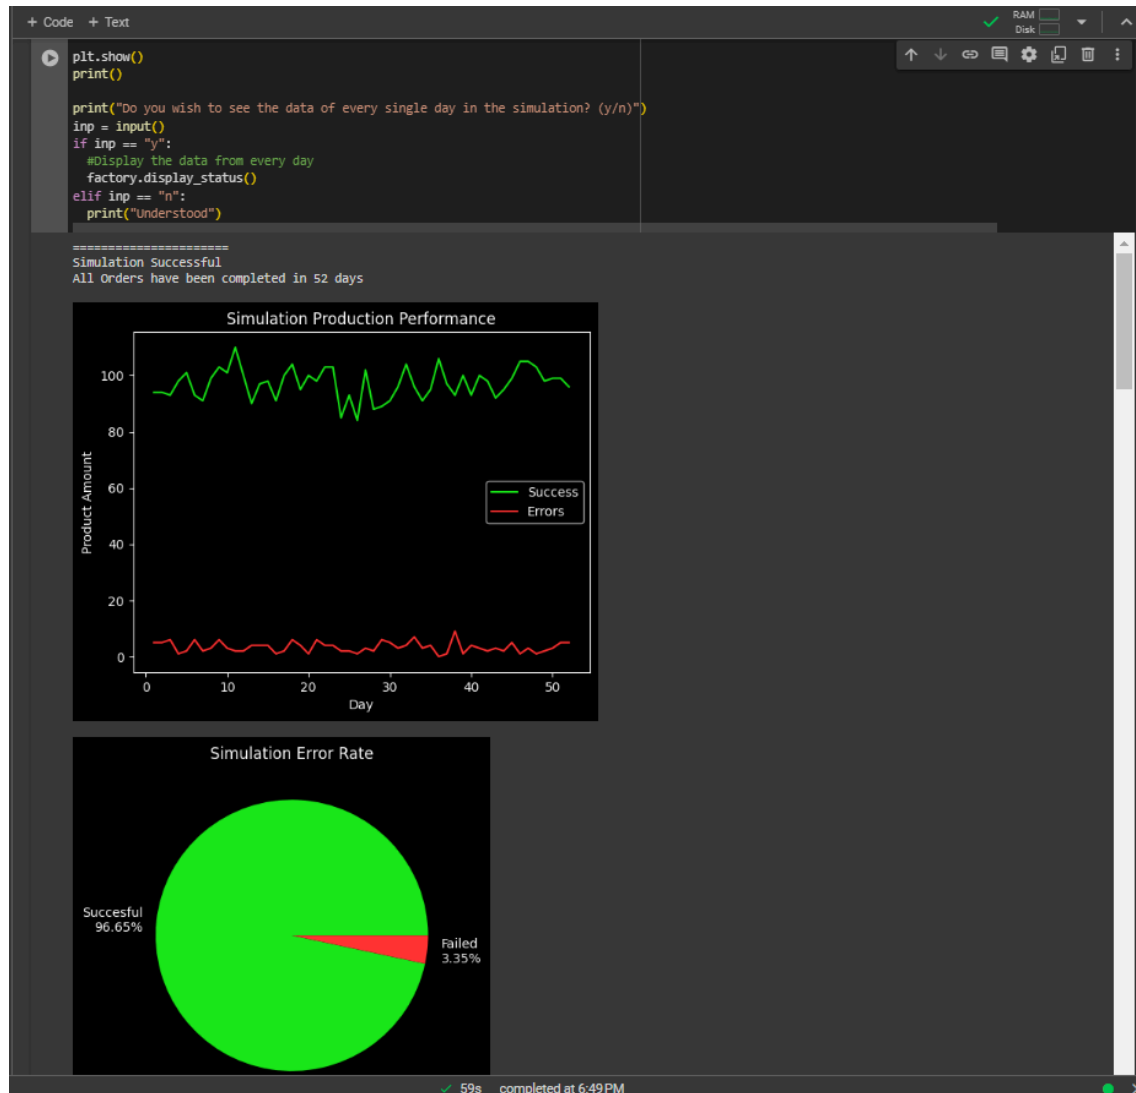 + Code + Text
RAM
Disk
plt.show()
print()
print("Do you wish to see the data of every single day in the simulation? (y/n)")
inp = input()
if inp == "y":
#Display the data from every day
factory.display_status()
elif inp == "n":
print("Understood")
======================
Simulation Successful
All Orders have been completed in 52 days
Simulation Production Performance
100
80
60
40
20
0
Product Amount
Success
Errors
0 10 20 30 40 50
Day
Simulation Error Rate
Succesful
96.65%
Failed
3.35%
59s completed at 6:49 PM